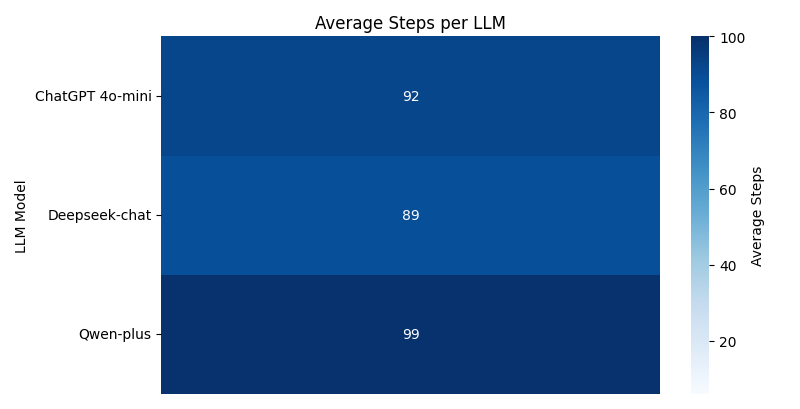 Average Steps per LLM
LLM Model
ChatGPT 4o-mini
92
Deepseek-chat
89
Qwen-plus
99
100
80
60
40
20
Average Steps